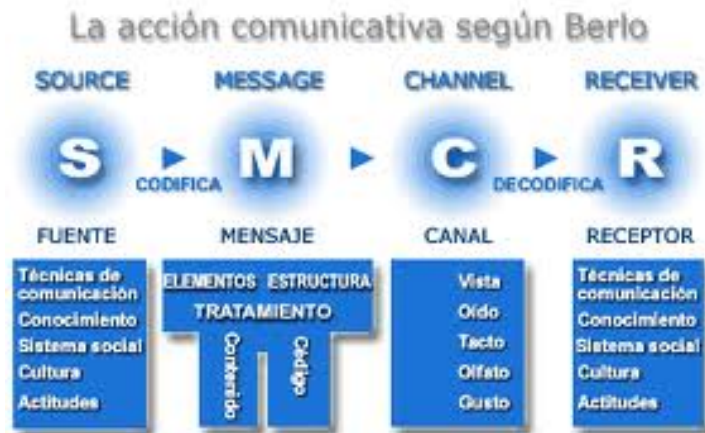 La acción comunicativa según Berlo
SOURCE MESSAGE CHANNEL RECEIVER
S M C R
CODIFICA DECODIFICA
FUENTE MENSAJE CANAL RECEPTOR
Técnicas de
comunicación
Conocimiento
Sistema social
Cultura
Actitudes
ELEMENTOS ESTRUCTURA
TRATAMIENTO
Contenido
Código
Vista
Oído
Tacto
Olfato
Gusto
Técnicas de
comunicación
Conocimiento
Sistema social
Cultura
Actitudes